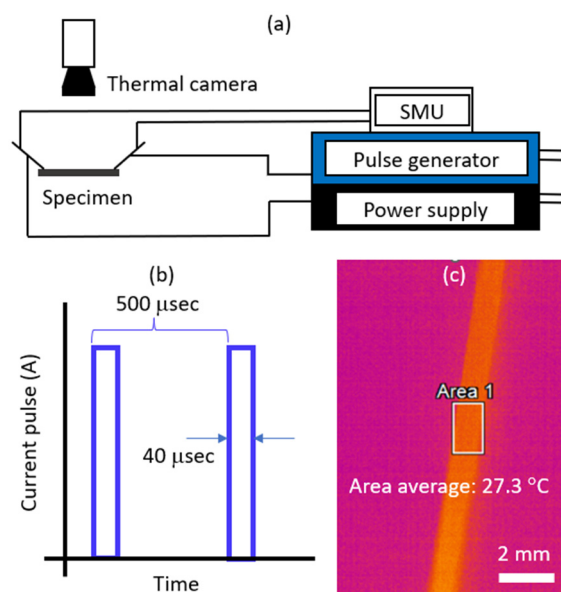 (a)
Thermal camera
SMU
Pulse generator
Specimen
Power supply
(b)
500 μsec
Current pulse (A)
40 μsec
Time
(c)
Area 1
Area average: 27.3 °C
2 mm